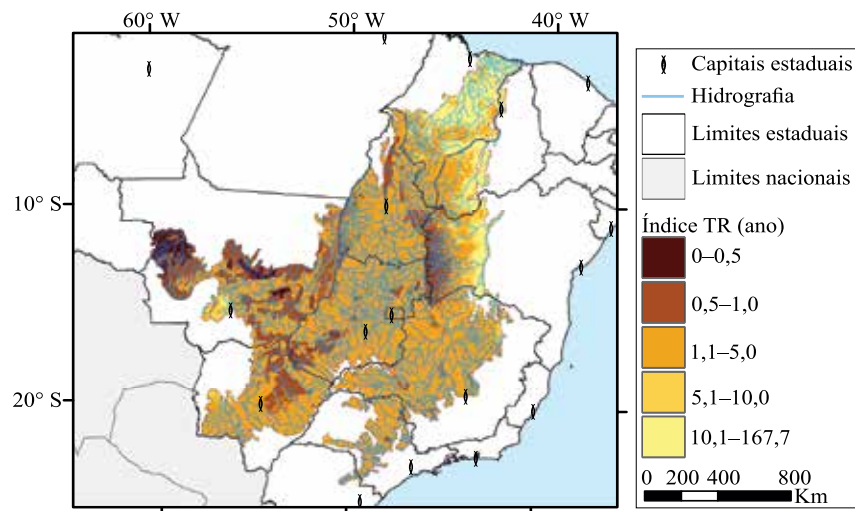 60° W
50° W
40° W
10° S
20° S
Capitais estaduais
Hidrografia
Limites estaduais
Limites nacionais
Índice TR (ano)
0–0,5
0,5–1,0
1,1–5,0
5,1–10,0
10,1–167,7
0 200 400 800
Km